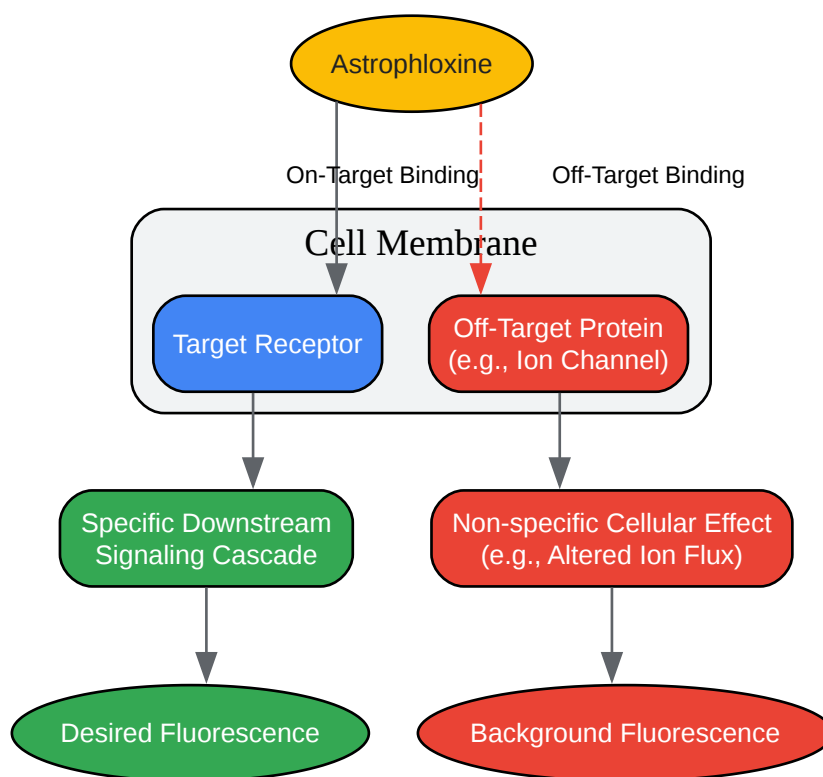 Astrophloxine
On-Target Binding
Off-Target Binding
Cell Membrane
Target Receptor
Off-Target Protein
(e.g., Ion Channel)
Specific Downstream
Signaling Cascade
Non-specific Cellular Effect
(e.g., Altered Ion Flux)
Desired Fluorescence
Background Fluorescence